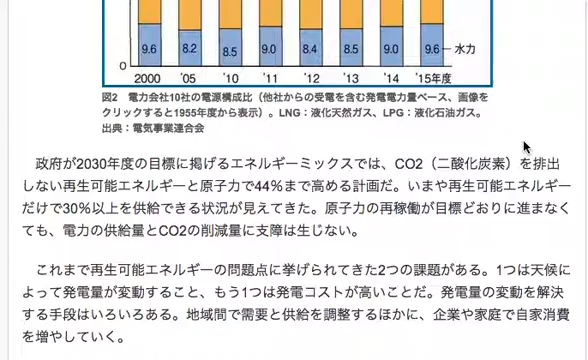 9.6 8.2 8.5 9.0 8.4 8.5 9.0 9.6 水力
0
2000 '05 '10 '11 '12 '13 '14 '15年度
図2 電力会社10社の電源構成比（他社からの受電を含む発電電力量ベース、画像を
クリックすると1955年度から表示）。LNG：液化天然ガス、LPG：液化石油ガス。
出典：電気事業連合会
政府が2030年度の目標に掲げるエネルギーミックスでは、CO2（二酸化炭素）を排出
しない再生可能エネルギーと原子力で44％まで高める計画だ。いまや再生可能エネルギー
だけで30％以上を供給できる状況が見えてきた。原子力の再稼働が目標どおりに進まなく
ても、電力の供給量とCO2の削減量に支障は生じない。
これまで再生可能エネルギーの問題点に挙げられてきた2つの課題がある。1つは天候に
よって発電量が変動すること、もう1つは発電コストが高いことだ。発電量の変動を解決
する手段はいろいろある。地域間で需要と供給を調整するほかに、企業や家庭で自家消費
を増やしていく。